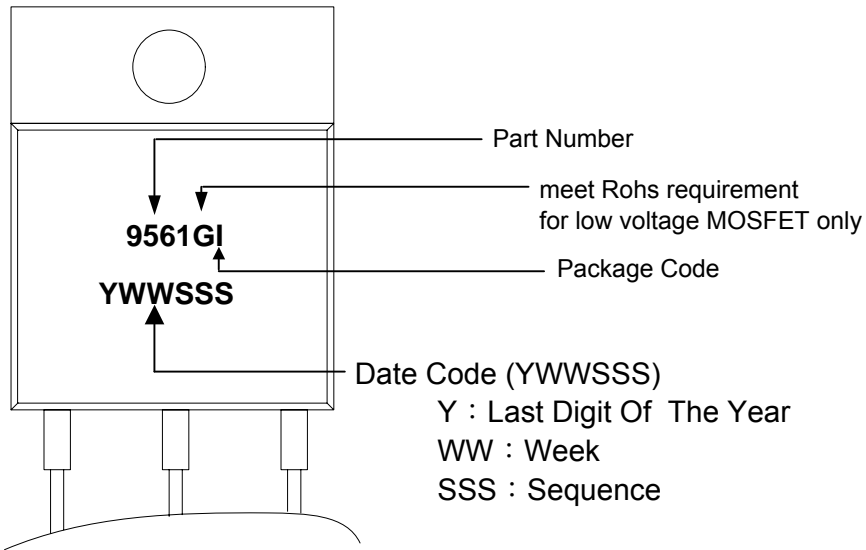 Part Number
meet Rohs requirement
for low voltage MOSFET only
9561GI
Package Code
YWWSSS
Date Code (YWWSSS)
Y：Last Digit Of The Year
WW：Week
SSS：Sequence